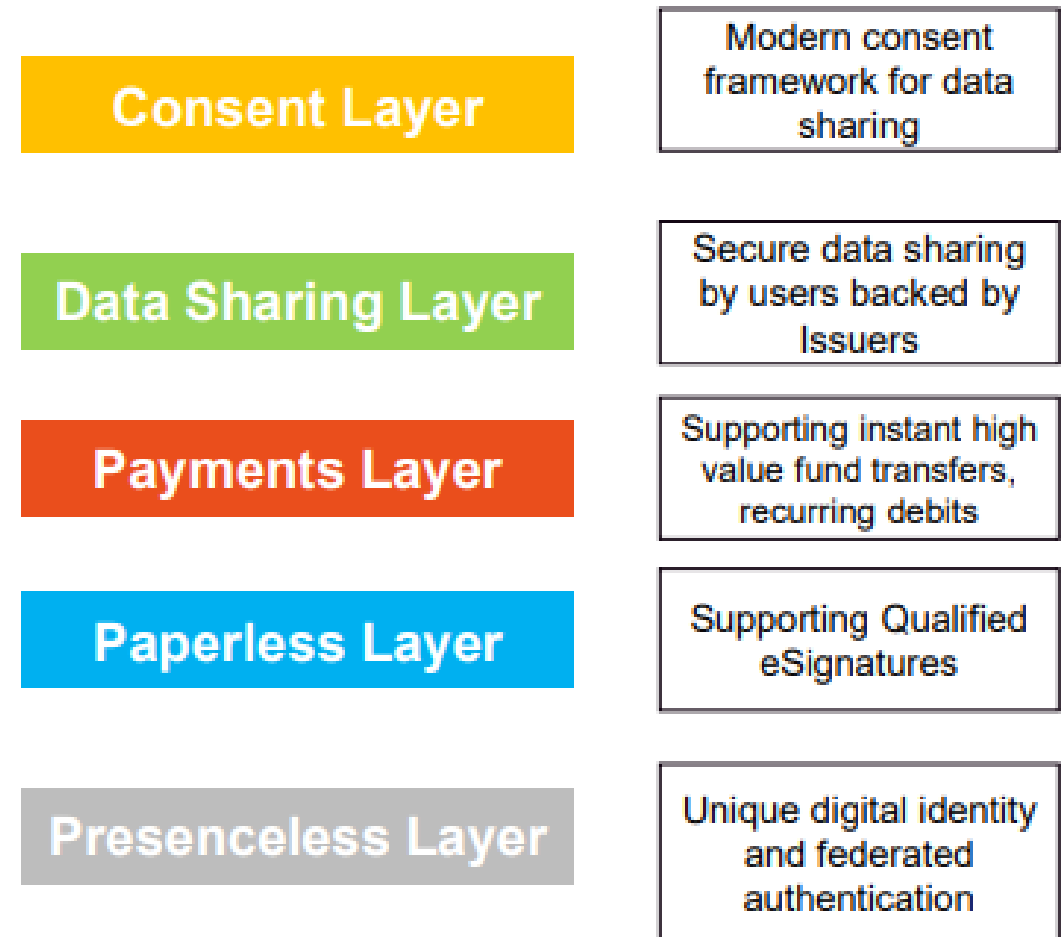 Consent Layer
Modern consent
framework for data
sharing
Data Sharing Layer
Secure data sharing
by users backed by
Issuers
Payments Layer
Supporting instant high
value fund transfers,
recurring debits
Paperless Layer
Supporting Qualified
eSignatures
Presenceless Layer
Unique digital identity
and federated
authentication